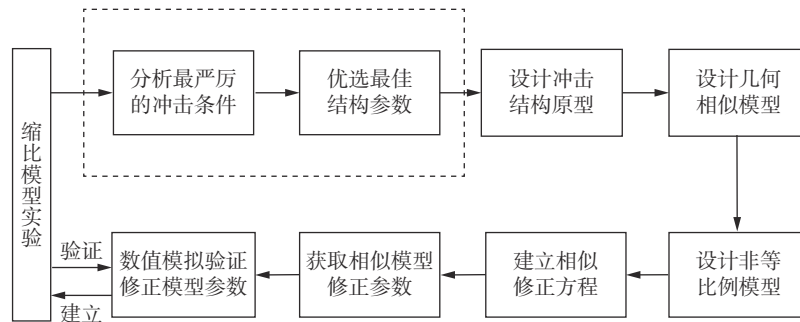 缩比模型实验
分析最严厉
的冲击条件
优选最佳
结构参数
设计冲击
结构原型
设计几何
相似模型
验证
建立
数值模拟验证
修正模型参数
获取相似模型
修正参数
建立相似
修正方程
设计非等
比例模型